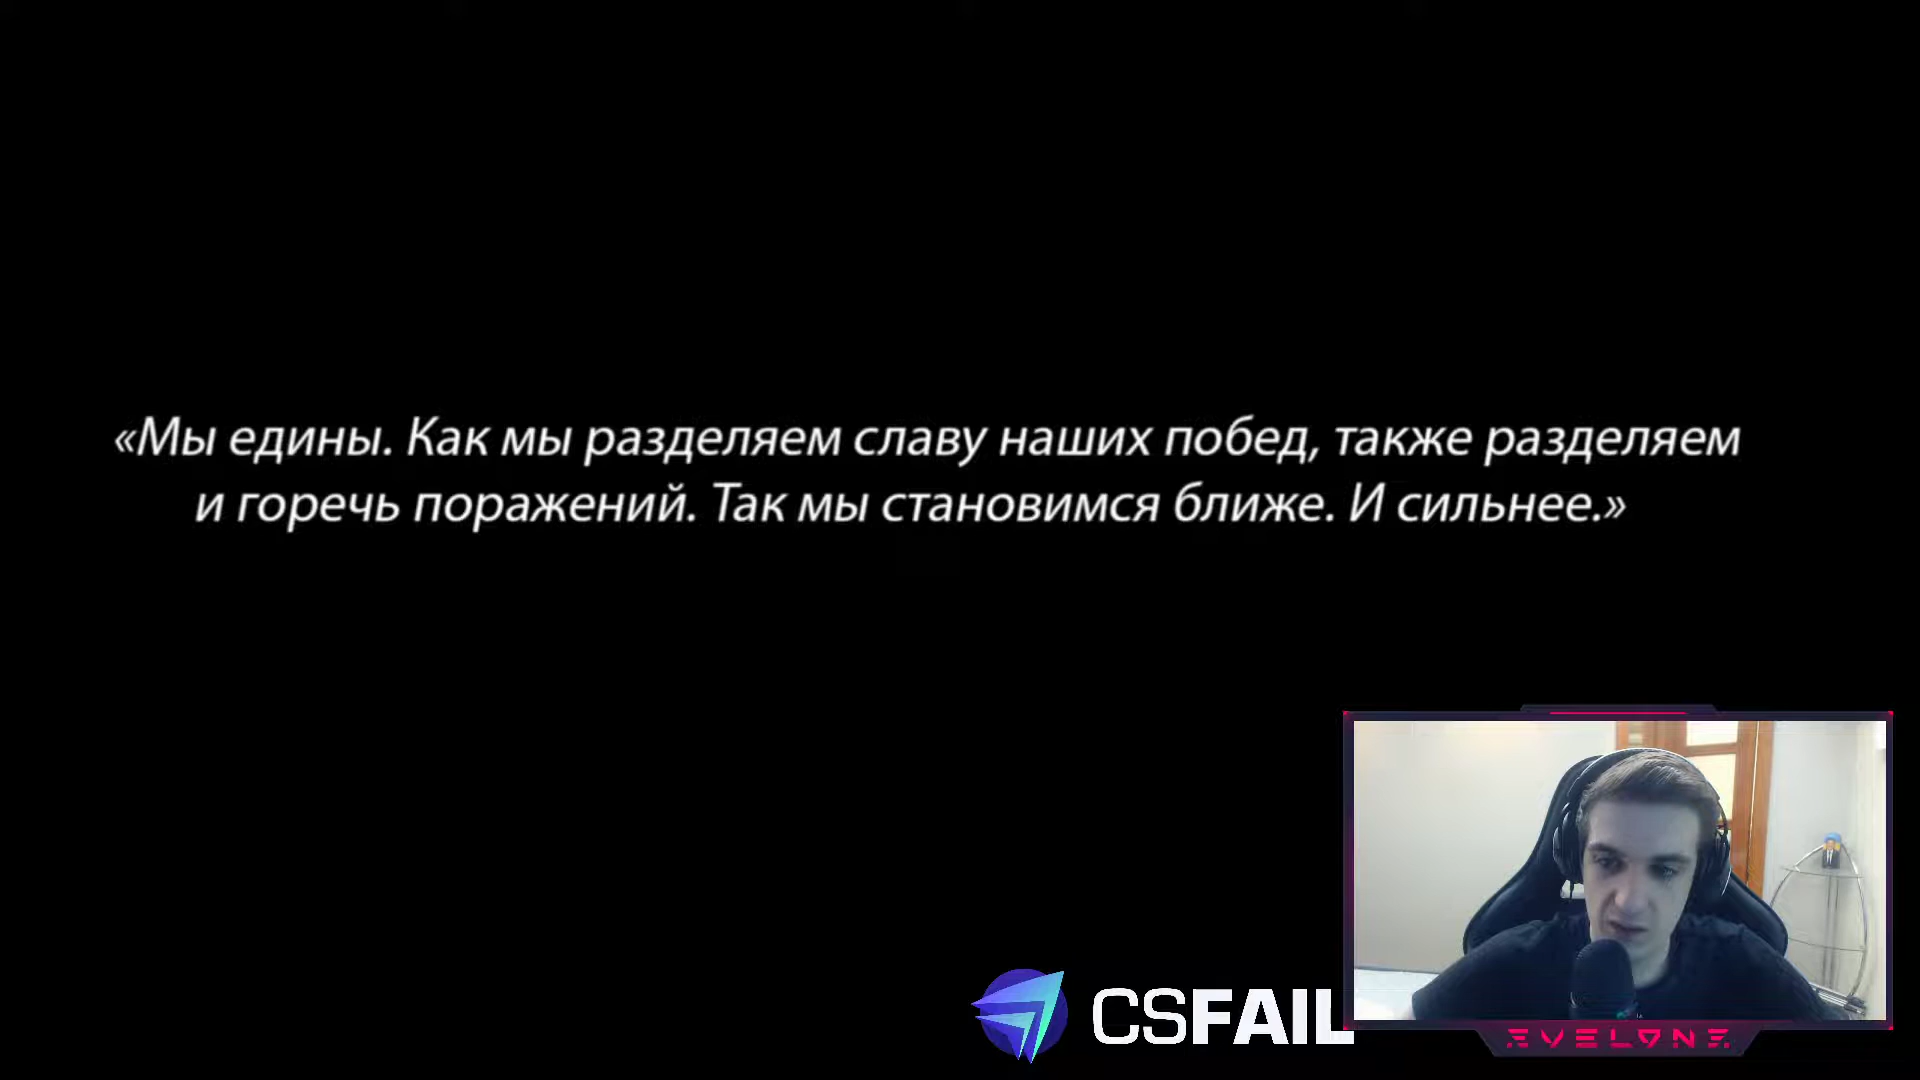 «Мы едины. Как мы разделяем славу наших побед, также разделяем
и горечь поражений. Так мы становимся ближе. И сильнее.»
CSFAIL
EVELONE